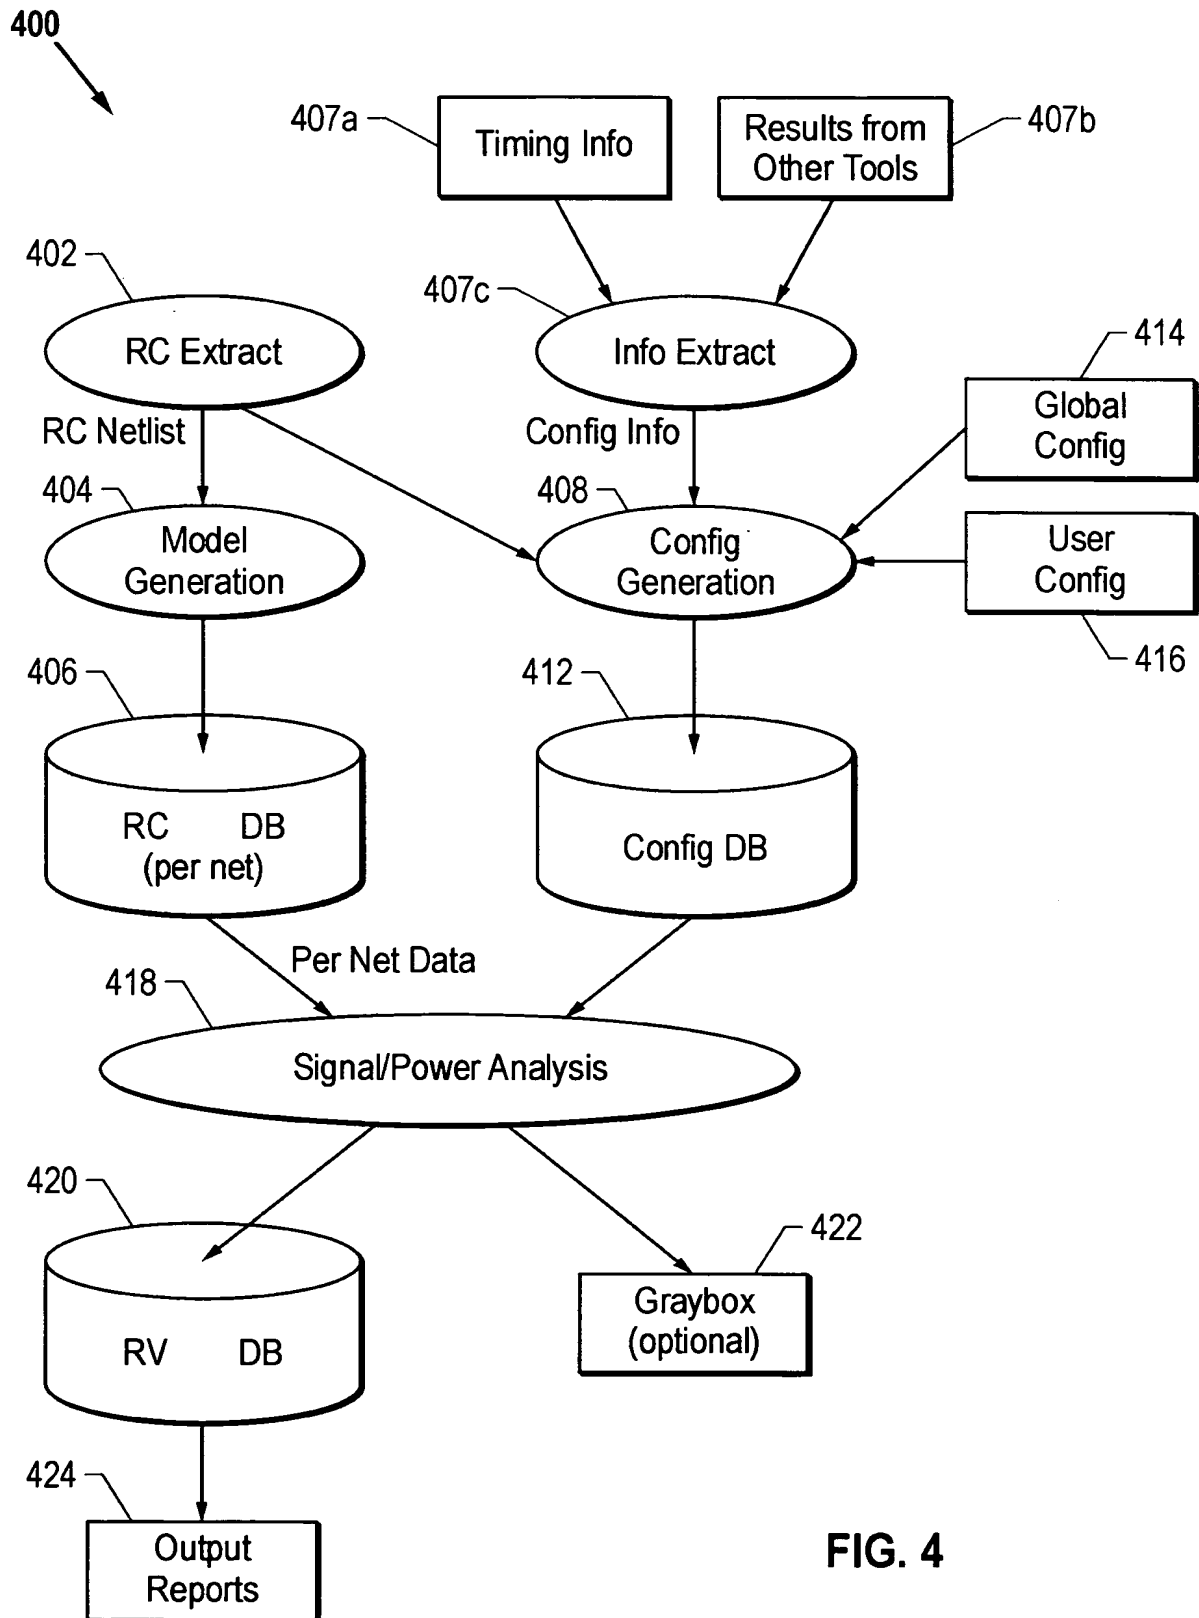 400
407a
Timing Info
Results from
Other Tools
407b
402
RC Extract
407c
Info Extract
414
Global
Config
RC Netlist
Config Info
404
Model
Generation
408
Config
Generation
User
Config
416
406
RC DB
(per net)
412
Config DB
Per Net Data
418
Signal/Power Analysis
420
RV DB
422
Graybox
(optional)
424
Output
Reports
FIG. 4